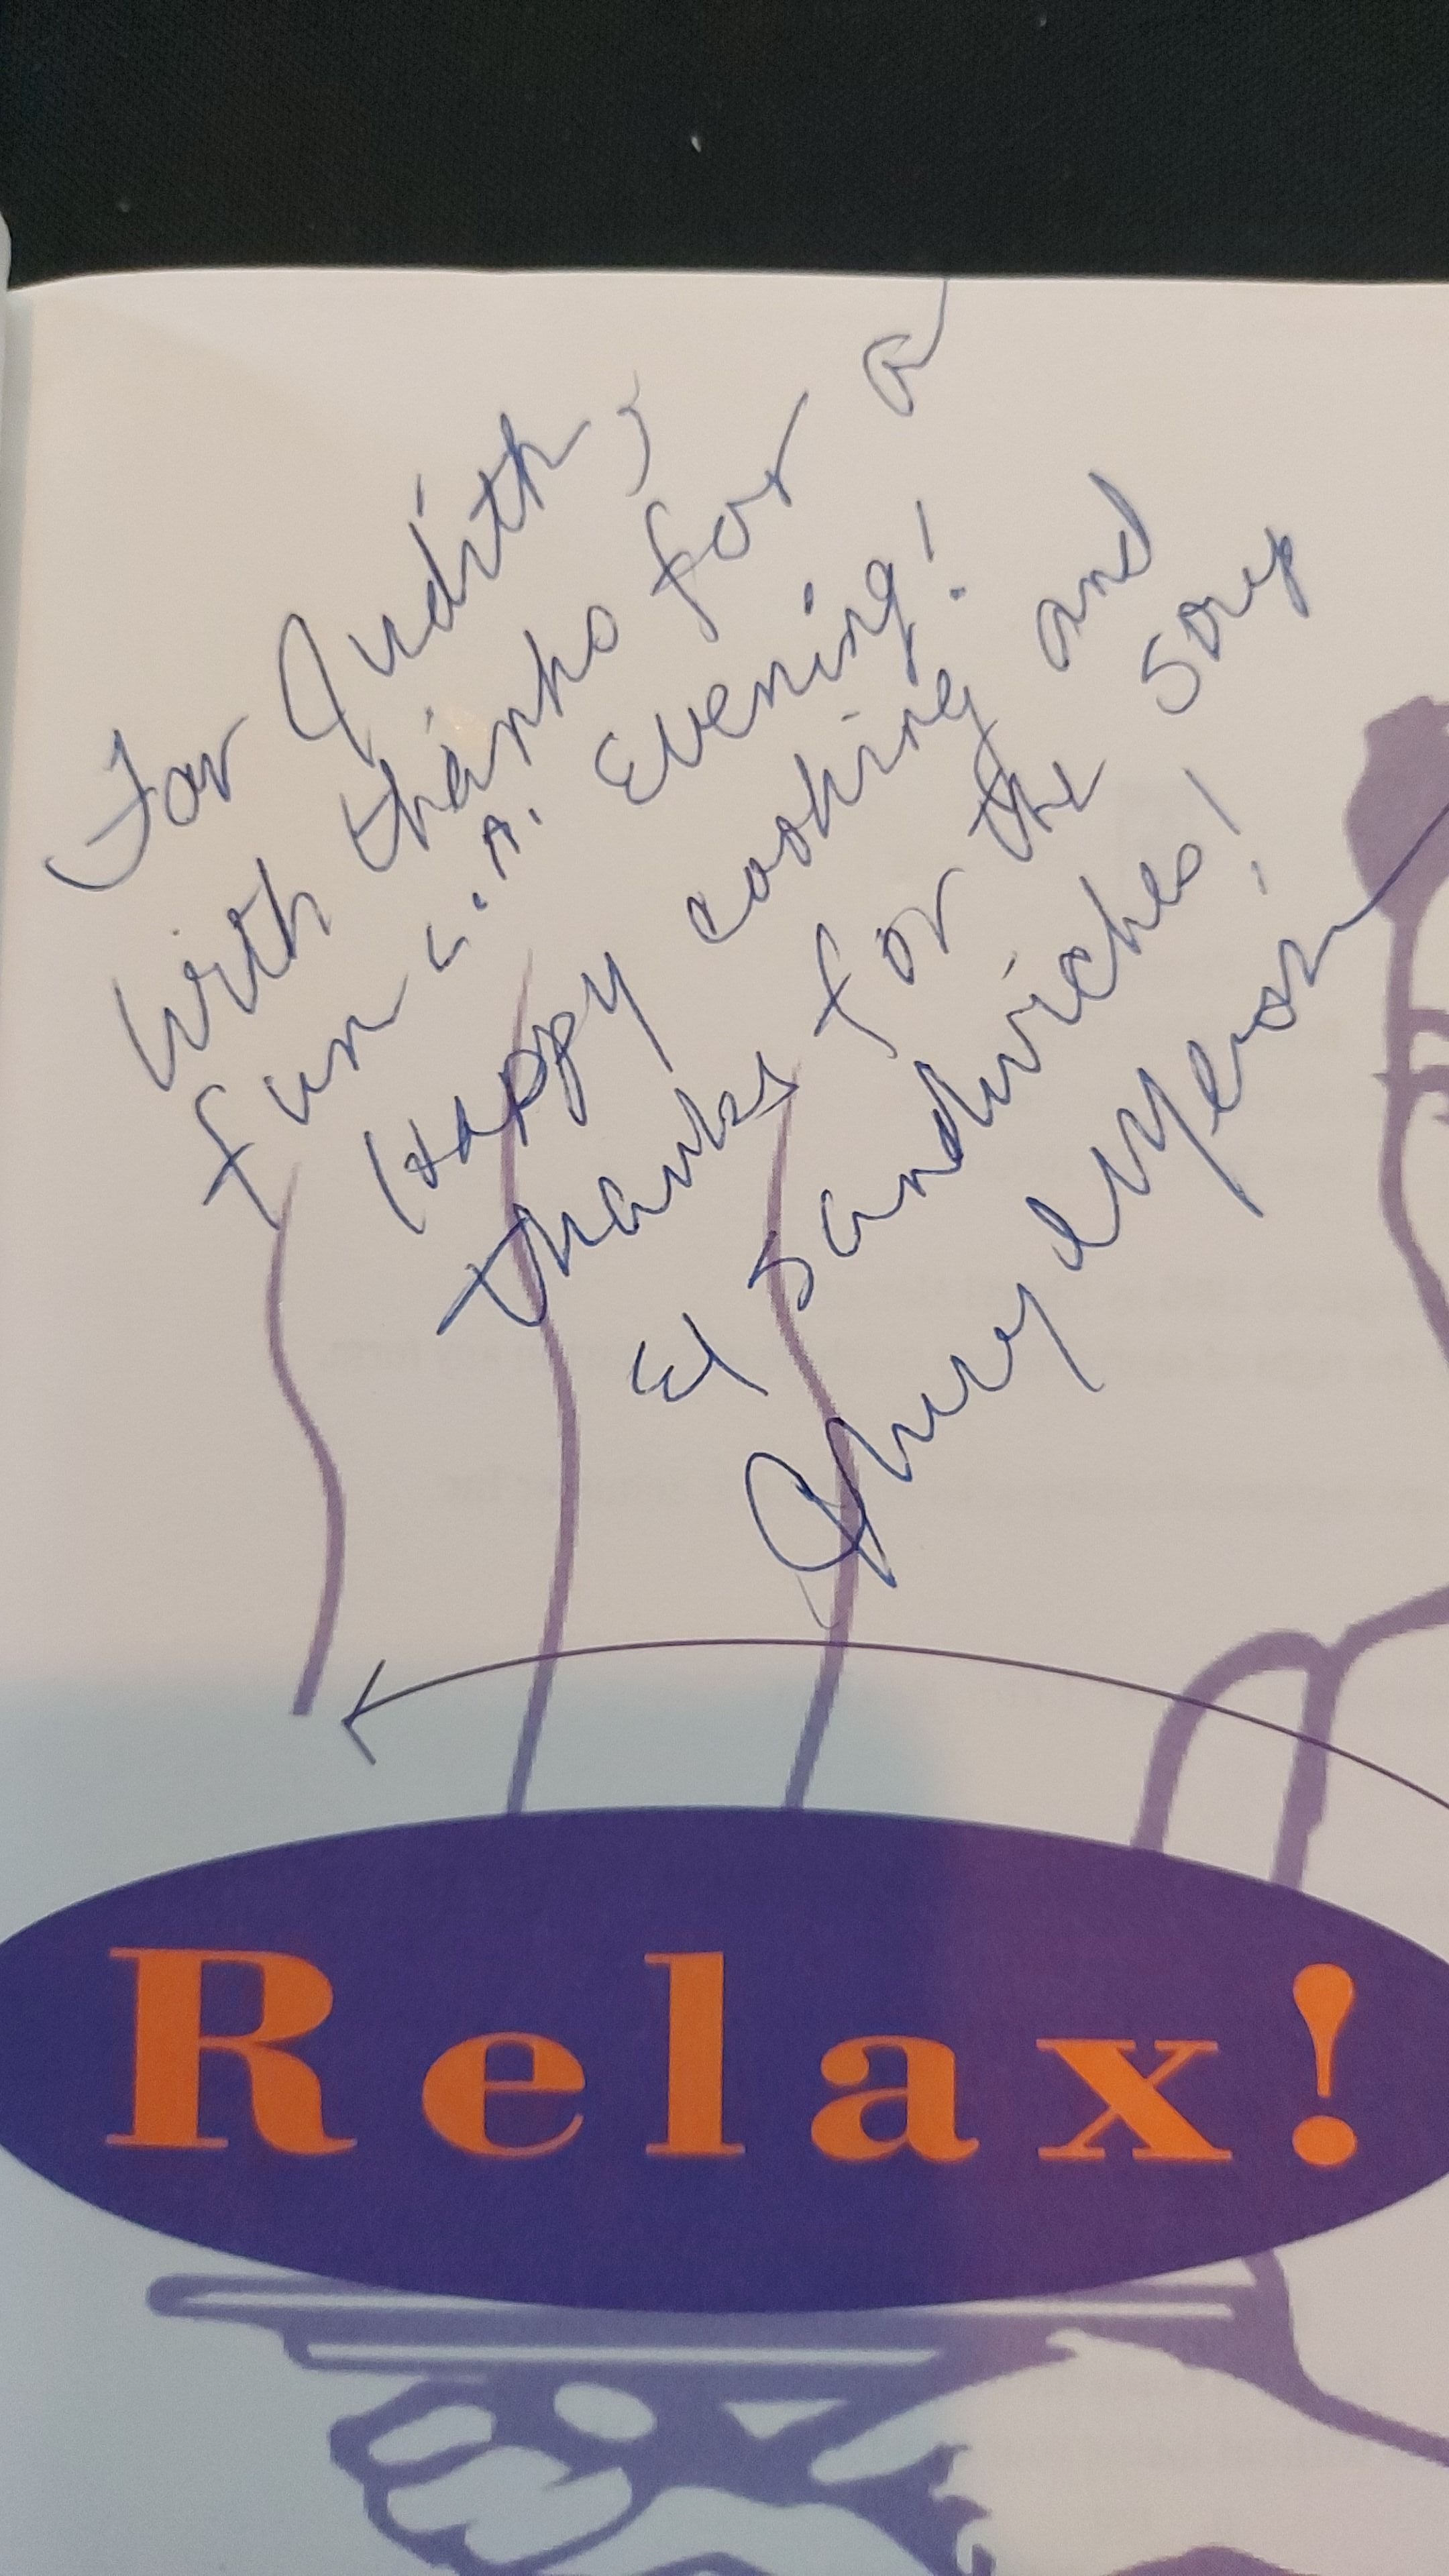 For Judith,
With thanks for a
fun L.A. Evening!
Happy cooking and
thanks for the soup
& sandwiches!
Relax!